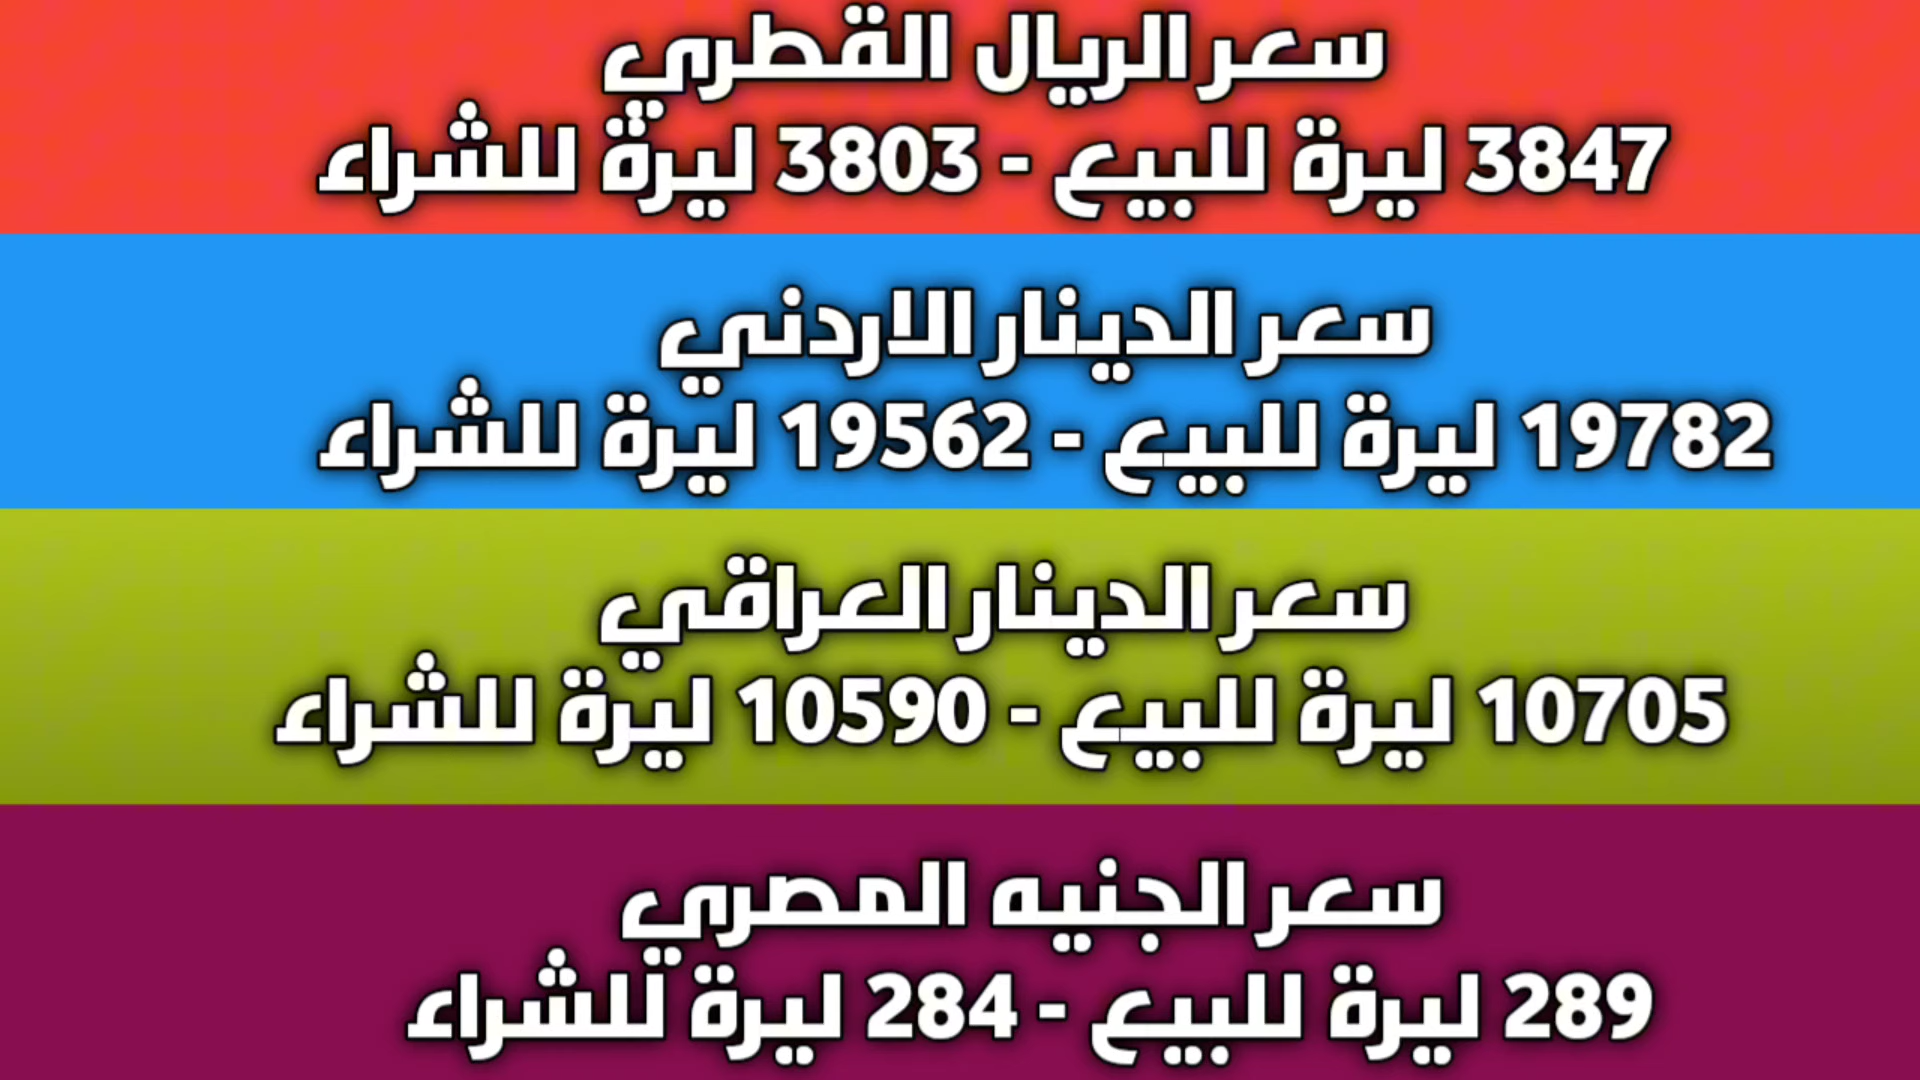 سعر الريال القطري
3847 ليرة للبيع - 3803 ليرة للشراء
سعر الدينار الاردني
19782 ليرة للبيع - 19562 ليرة للشراء
سعر الدينار العراقي
10705 ليرة للبيع - 10590 ليرة للشراء
سعر الجنيه المصري
289 ليرة للبيع - 284 ليرة للشراء